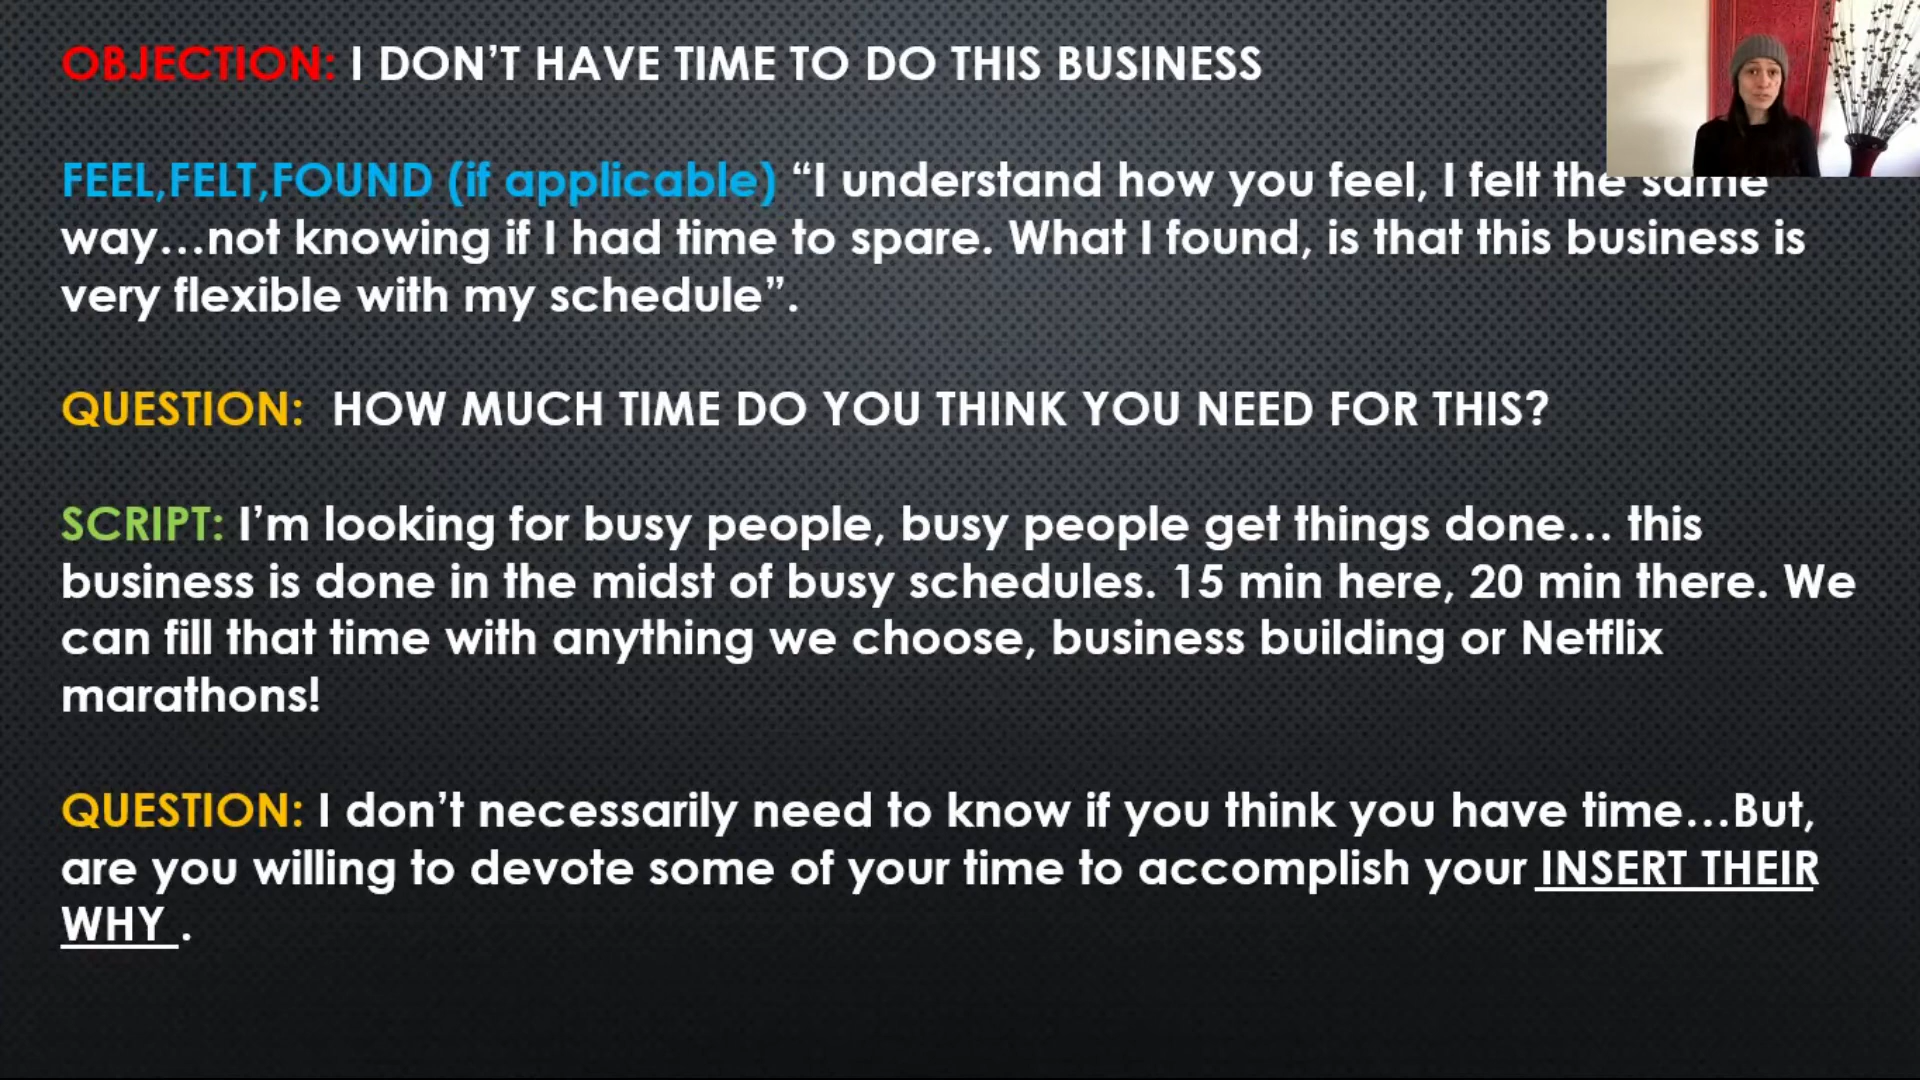 OBJECTION: I DON’T HAVE TIME TO DO THIS BUSINESS
FEEL,FELT,FOUND (if applicable) “I understand how you feel, I felt the same
way…not knowing if I had time to spare. What I found, is that this business is
very flexible with my schedule”.
QUESTION: HOW MUCH TIME DO YOU THINK YOU NEED FOR THIS?
SCRIPT: I’m looking for busy people, busy people get things done… this
business is done in the midst of busy schedules. 15 min here, 20 min there. We
can fill that time with anything we choose, business building or Netflix
marathons!
QUESTION: I don’t necessarily need to know if you think you have time…But,
are you willing to devote some of your time to accomplish your INSERT THEIR
WHY .